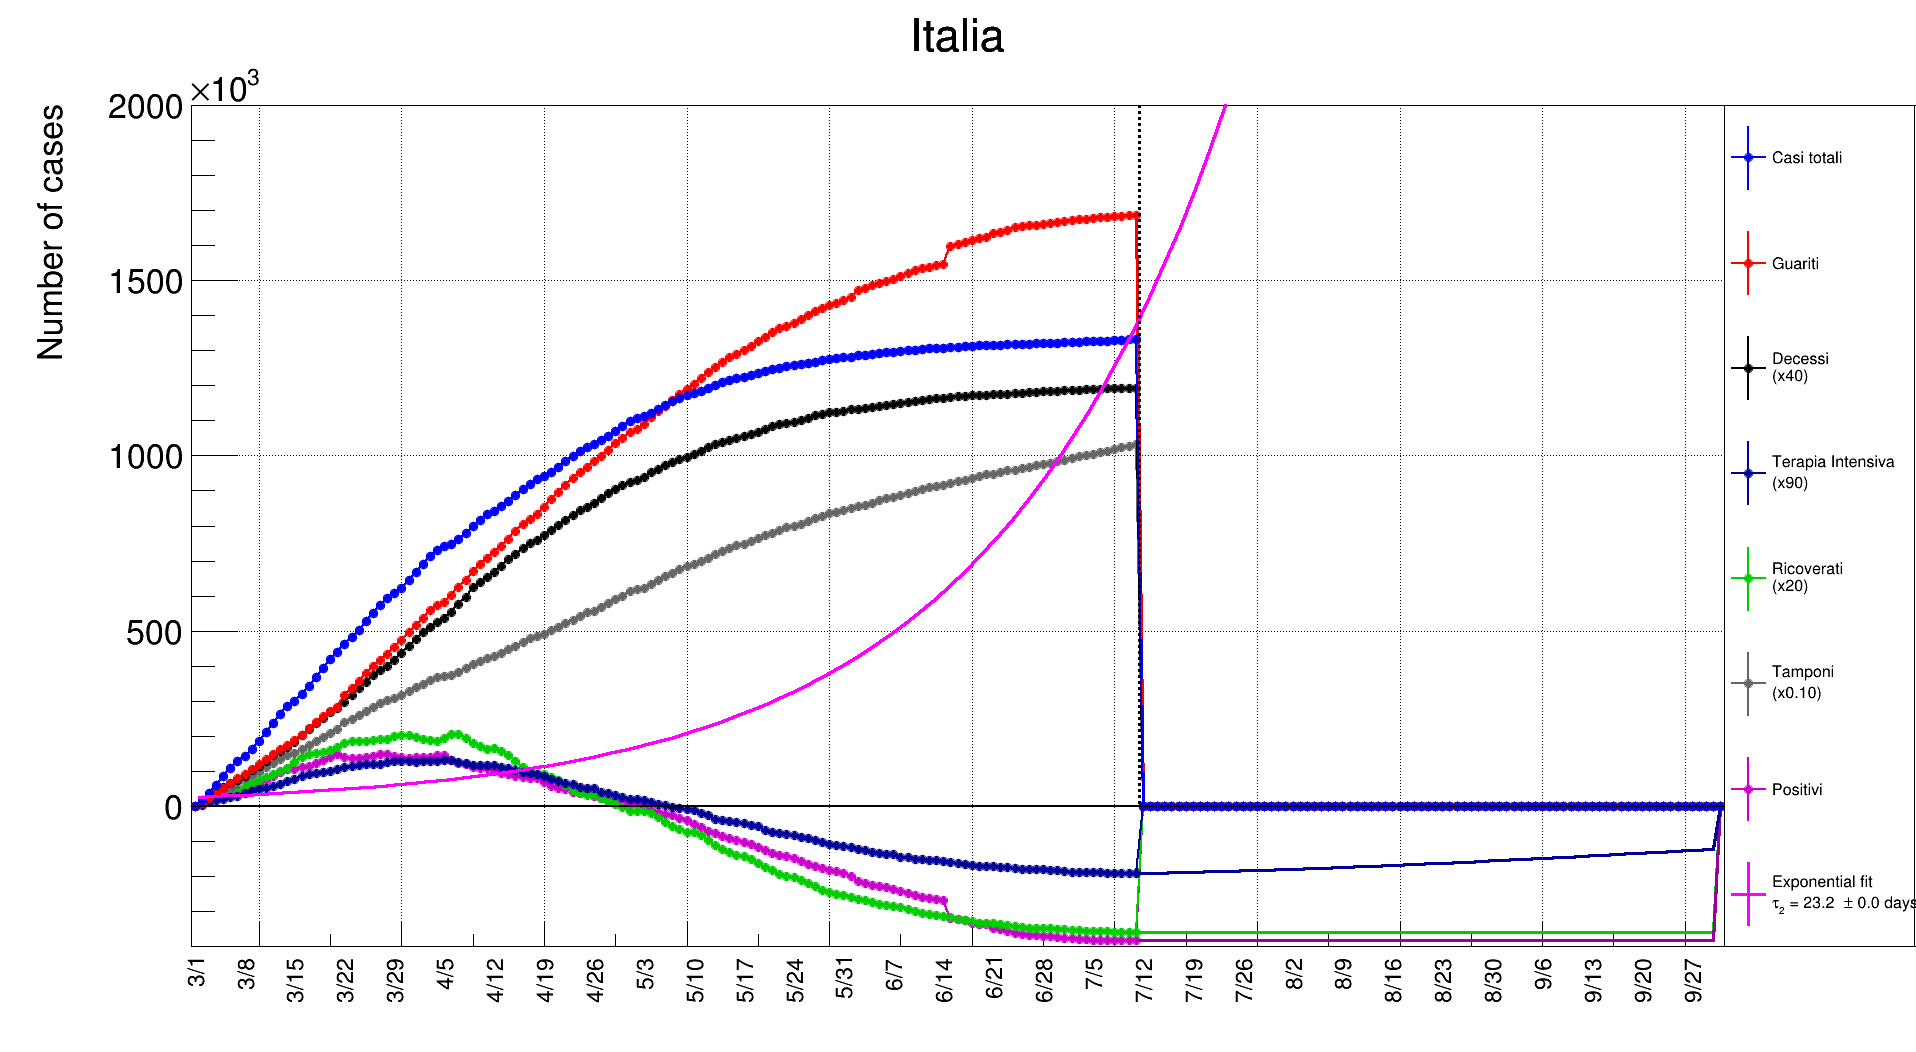 Italia
×10³
Number of cases
2000
1500
1000
500
0
3/1
3/8
3/15
3/22
3/29
4/5
4/12
4/19
4/26
5/3
5/10
5/17
5/24
5/31
6/7
6/14
6/21
6/28
7/5
7/12
7/19
7/26
8/2
8/9
8/16
8/23
8/30
9/6
9/13
9/20
9/27
Casi totali
Guariti
Decessi
(x40)
Terapia Intensiva
(x90)
Ricoverati
(x20)
Tamponi
(x0.10)
Positivi
Exponential fit
τ₂ = 23.2 ± 0.0 days